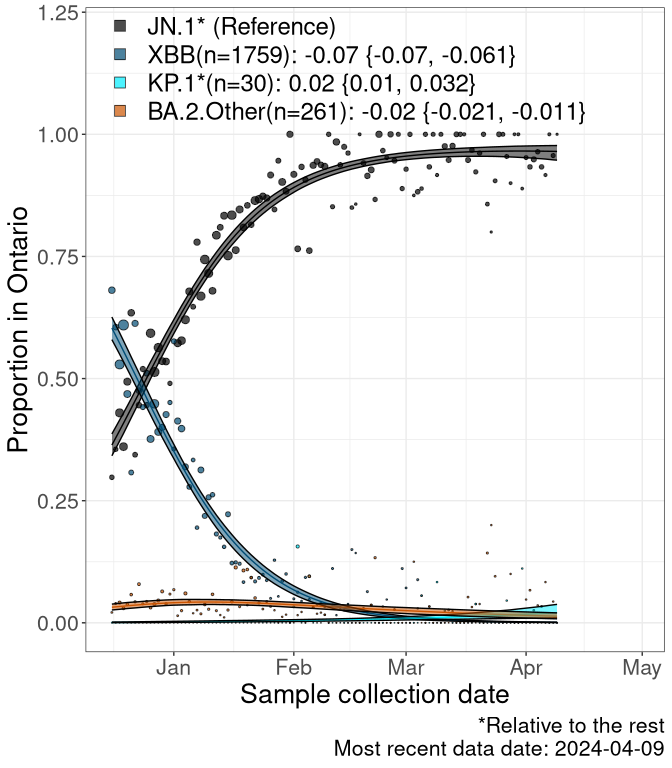 1.25
JN.1* (Reference)
XBB(n=1759): -0.07 {-0.07, -0.061}
KP.1*(n=30): 0.02 {0.01, 0.032}
BA.2.Other(n=261): -0.02 {-0.021, -0.011}
1.00
0.75
0.50
0.25
0.00
Proportion in Ontario
Jan Feb Mar Apr May
Sample collection date
*Relative to the rest
Most recent data date: 2024-04-09